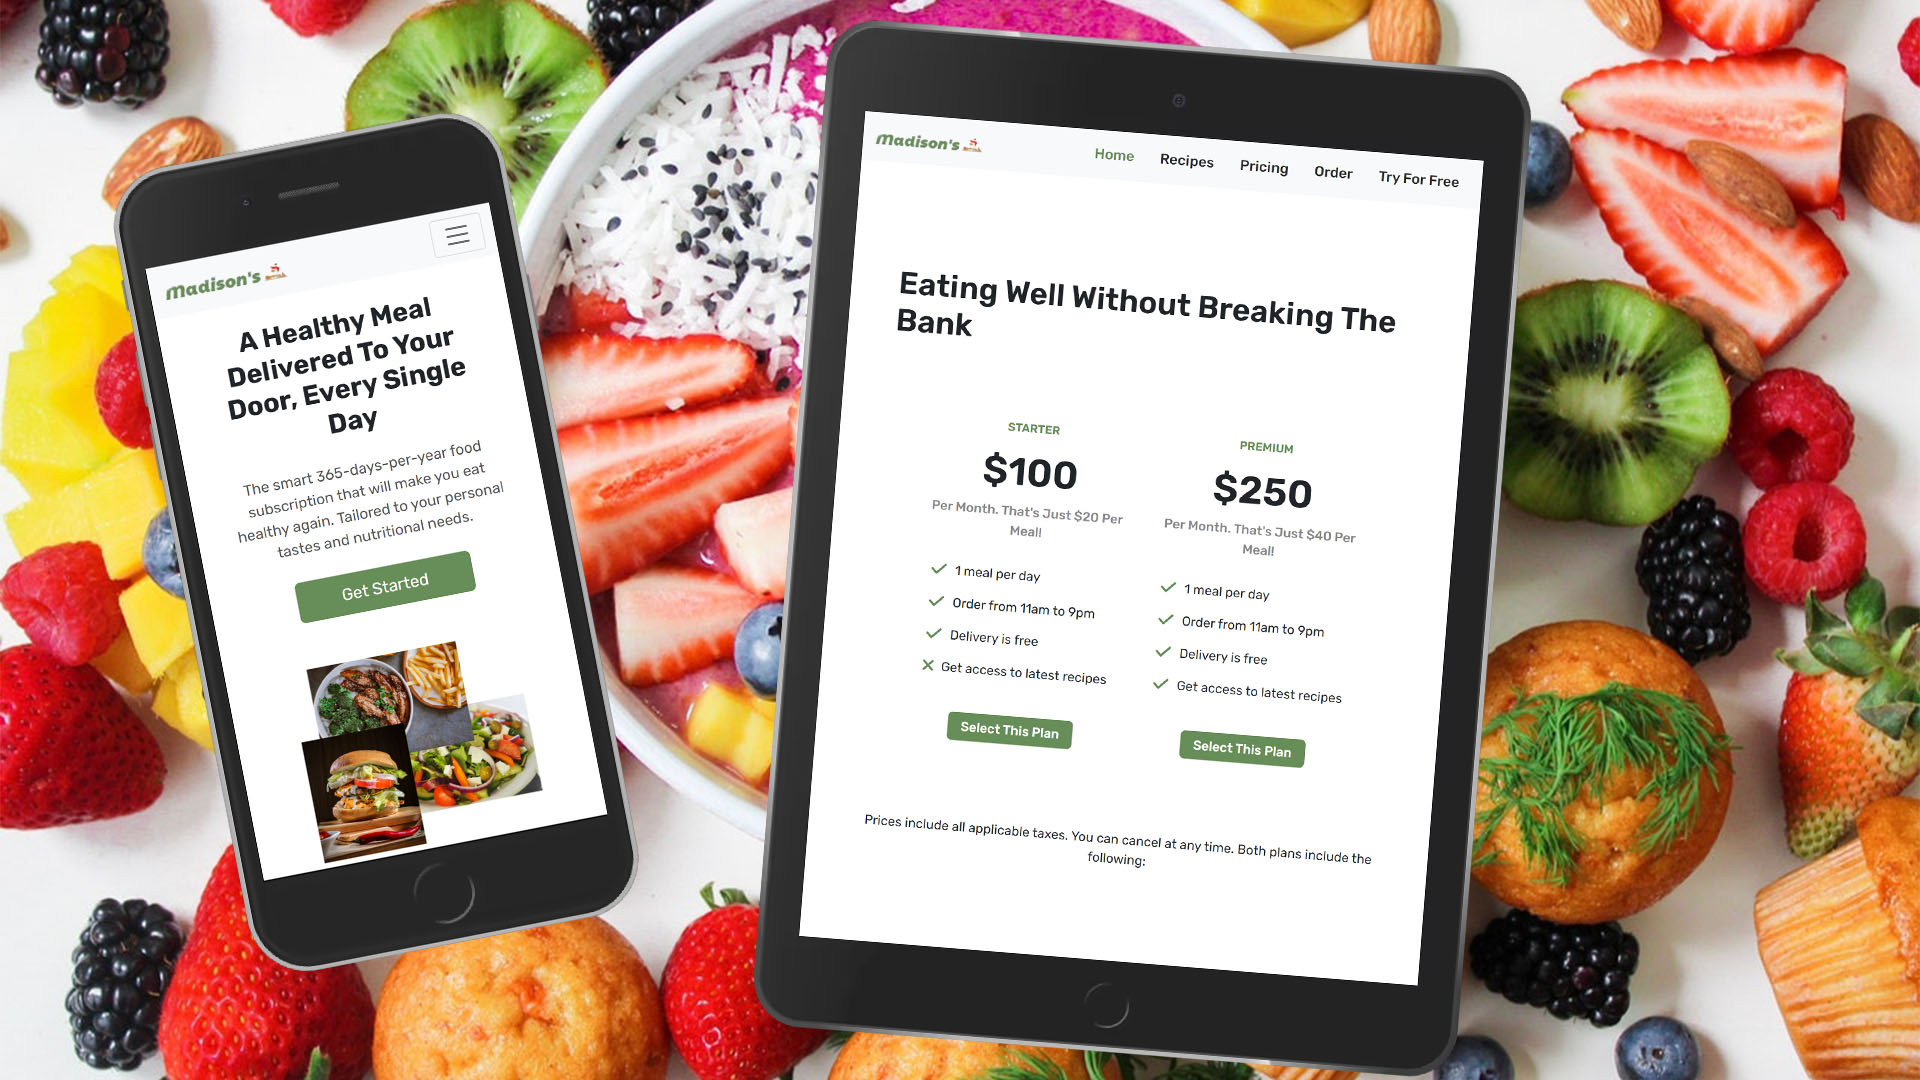 Madison's
A Healthy Meal
Delivered To Your
Door, Every Single
Day
The smart 365-days-per-year food
subscription that will make you eat
healthy again. Tailored to your personal
tastes and nutritional needs.
Get Started
Madison's
Home Recipes Pricing Order Try For Free
Eating Well Without Breaking The
Bank
STARTER
$100
Per Month. That's Just $20 Per
Meal!
1 meal per day
Order from 11am to 9pm
Delivery is free
Get access to latest recipes
Select This Plan
PREMIUM
$250
Per Month. That's Just $40 Per
Meal!
1 meal per day
Order from 11am to 9pm
Delivery is free
Get access to latest recipes
Select This Plan
Prices include all applicable taxes. You can cancel at any time. Both plans include the
following: